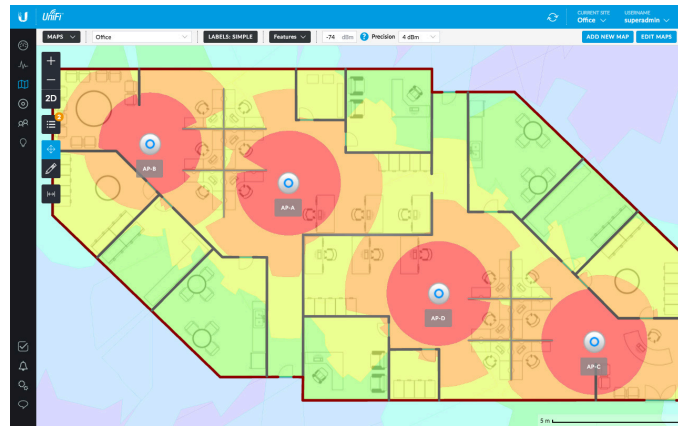 U UniFi
CURRENT SITE
Office
USERNAME
superadmin
MAPS
Office
LABELS: SIMPLE
Features
-74 dBm
?
Precision
4 dBm
ADD NEW MAP
EDIT MAPS
+
−
2D
2
AP-B
AP-A
AP-D
AP-C
5 m